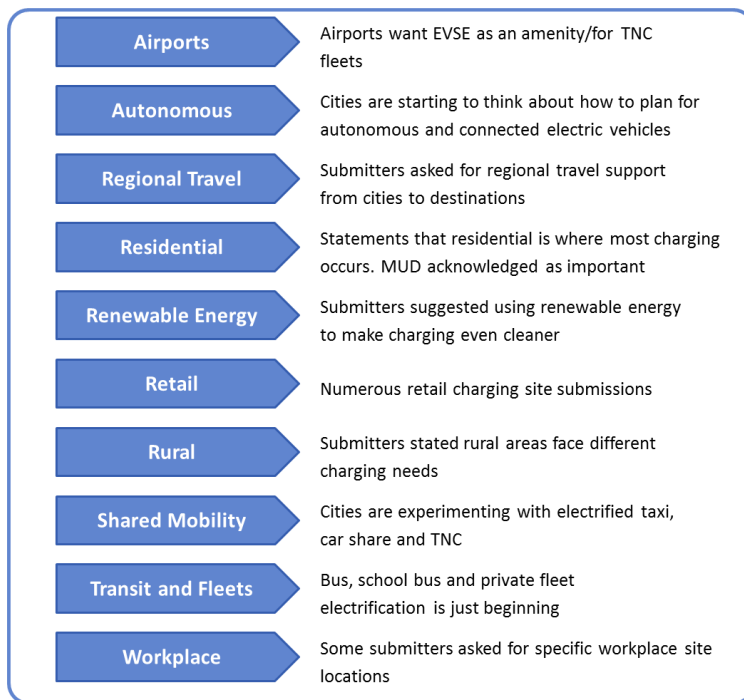 Airports
Airports want EVSE as an amenity/for TNC
fleets
Autonomous
Cities are starting to think about how to plan for
autonomous and connected electric vehicles
Regional Travel
Submitters asked for regional travel support
from cities to destinations
Residential
Statements that residential is where most charging
occurs. MUD acknowledged as important
Renewable Energy
Submitters suggested using renewable energy
to make charging even cleaner
Retail
Numerous retail charging site submissions
Rural
Submitters stated rural areas face different
charging needs
Shared Mobility
Cities are experimenting with electrified taxi,
car share and TNC
Transit and Fleets
Bus, school bus and private fleet
electrification is just beginning
Workplace
Some submitters asked for specific workplace site
locations